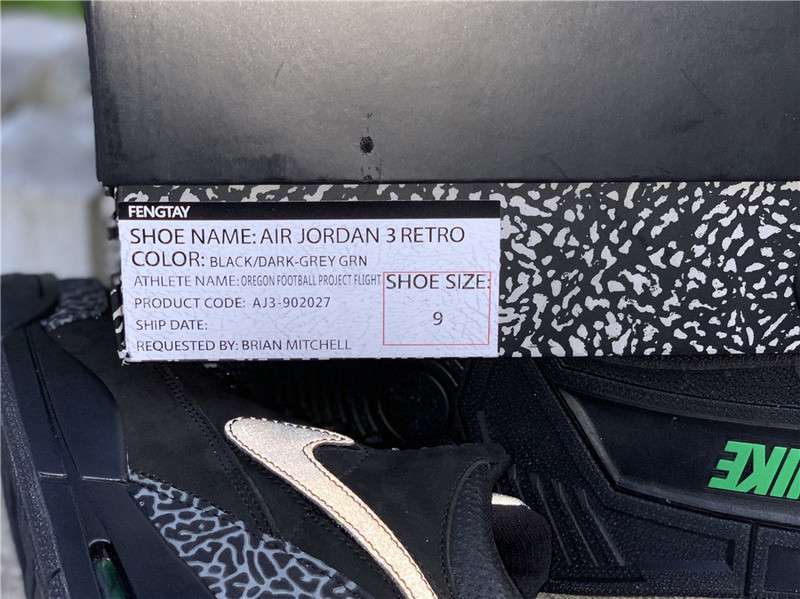 FENGTAY
SHOE NAME: AIR JORDAN 3 RETRO
COLOR: BLACK/DARK-GREY GRN
ATHLETE NAME: OREGON FOOTBALL PROJECT FLIGHT
PRODUCT CODE: AJ3-902027
SHIP DATE:
REQUESTED BY: BRIAN MITCHELL
SHOE SIZE:
9
NIKE